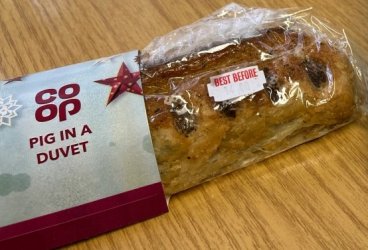 CO
OP
PIG IN A
DUVET
BEST BEFORE